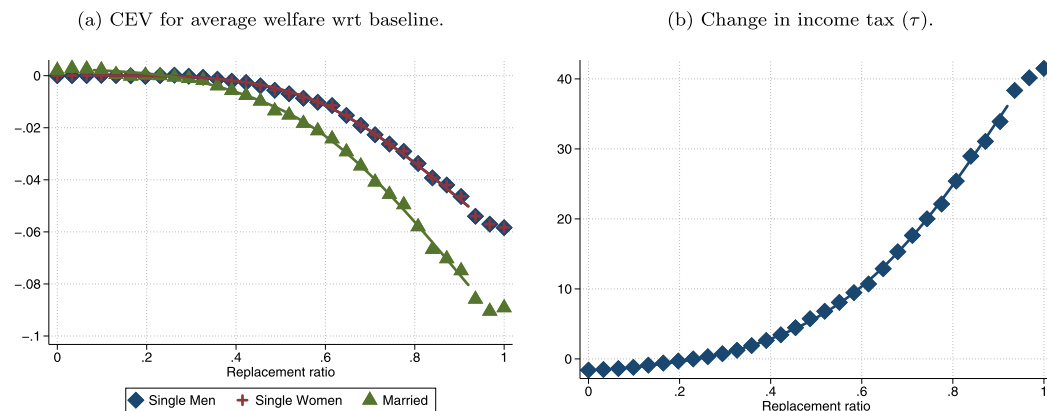 (a) CEV for average welfare wrt baseline.
0
-.02
-.04
-.06
-.08
-.1
0 .2 .4 .6 .8 1
Replacement ratio
Single Men Single Women Married
(b) Change in income tax (τ).
40
30
20
10
0
0 .2 .4 .6 .8 1
Replacement ratio